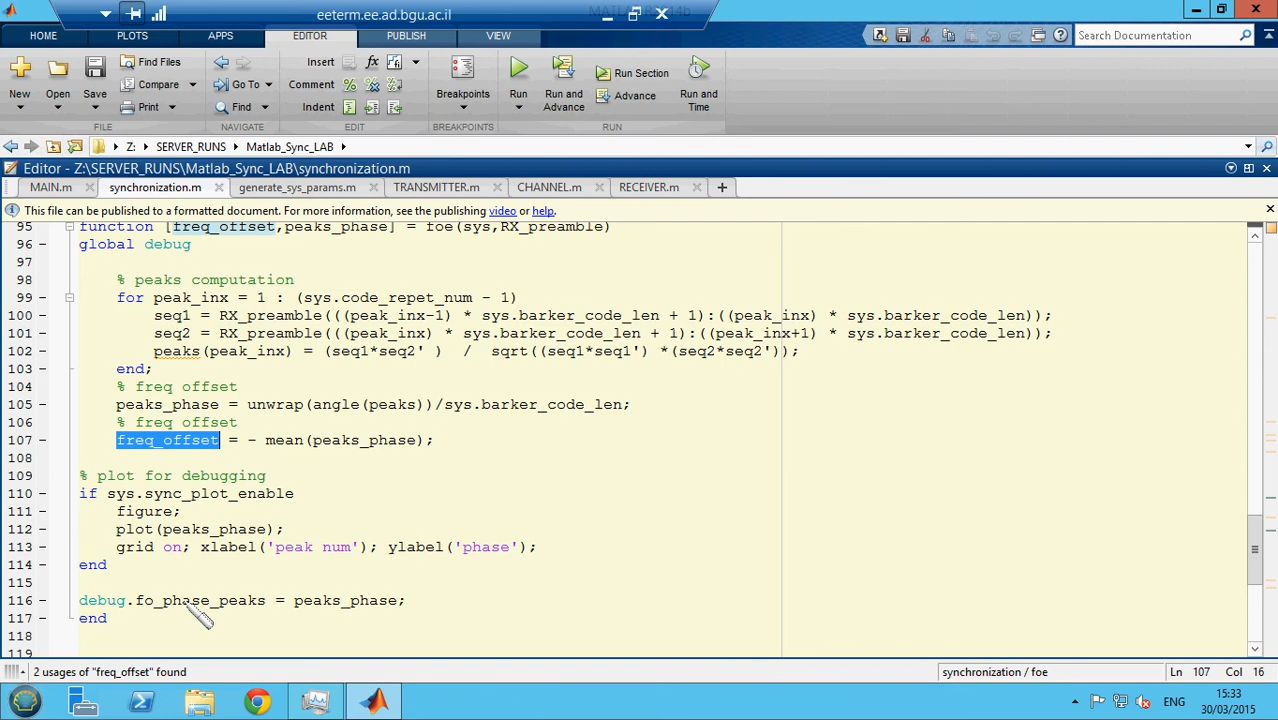 eeterm.ee.ad.bgu.ac.il
HOME PLOTS APPS EDITOR PUBLISH VIEW
Search Documentation
New Open Save Find Files Compare Print
Go To Find
Insert Comment Indent
Breakpoints Run Run and Advance Run Section Advance Run and Time
FILE NAVIGATE EDIT BREAKPOINTS RUN
Z: SERVER_RUNS Matlab_Sync_LAB
Editor - Z:\SERVER_RUNS\Matlab_Sync_LAB\synchronization.m
MAIN.m synchronization.m generate_sys_params.m TRANSMITTER.m CHANNEL.m RECEIVER.m
This file can be published to a formatted document. For more information, see the publishing video or help.
95 function [freq_offset,peaks_phase] = foe(sys,RX_preamble)
96 global debug
97
98 % peaks computation
99 for peak_inx = 1 : (sys.code_repet_num - 1)
100 seq1 = RX_preamble(((peak_inx-1) * sys.barker_code_len + 1):((peak_inx) * sys.barker_code_len));
101 seq2 = RX_preamble(((peak_inx) * sys.barker_code_len + 1):((peak_inx+1) * sys.barker_code_len));
102 peaks(peak_inx) = (seq1*seq2' ) / sqrt((seq1*seq1') *(seq2*seq2'));
103 end;
104 % freq offset
105 peaks_phase = unwrap(angle(peaks))/sys.barker_code_len;
106 % freq offset
107 freq_offset = - mean(peaks_phase);
108
109 % plot for debugging
110 if sys.sync_plot_enable
111 figure;
112 plot(peaks_phase);
113 grid on; xlabel('peak num'); ylabel('phase');
114 end
115
116 debug.fo_phase_peaks = peaks_phase;
117 end
118
119
2 usages of "freq_offset" found synchronization / foe Ln 107 Col 16
ENG 15:33
30/03/2015